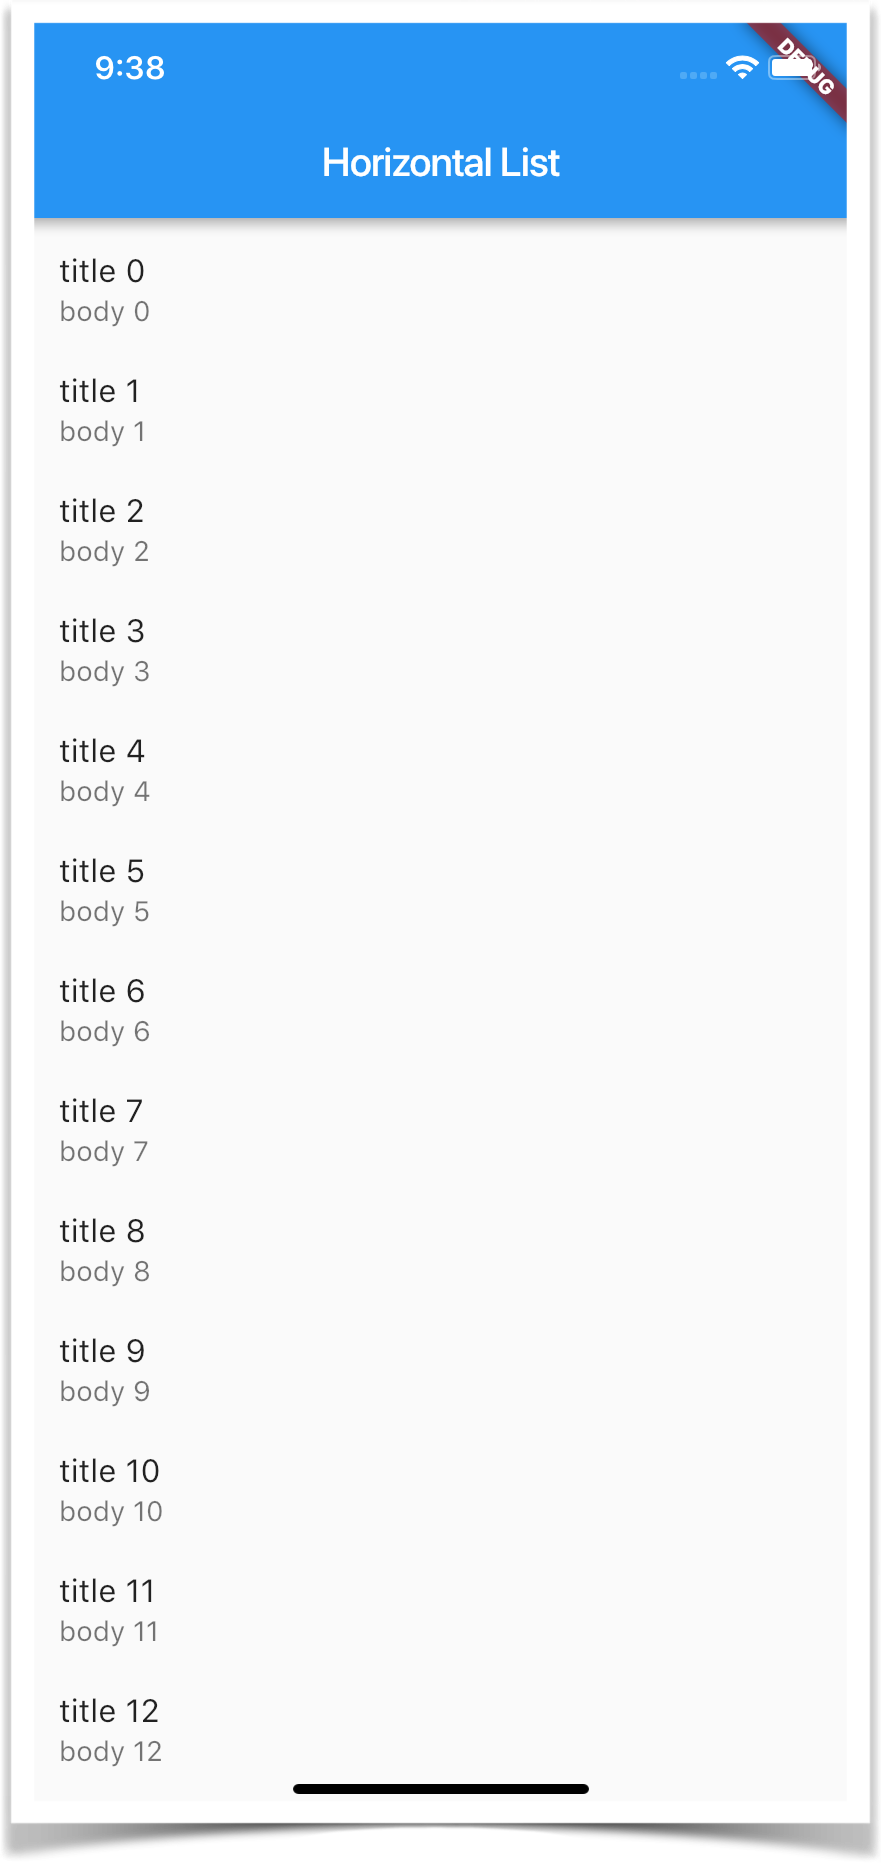 9:38
DEBUG
Horizontal List
title 0
body 0
title 1
body 1
title 2
body 2
title 3
body 3
title 4
body 4
title 5
body 5
title 6
body 6
title 7
body 7
title 8
body 8
title 9
body 9
title 10
body 10
title 11
body 11
title 12
body 12